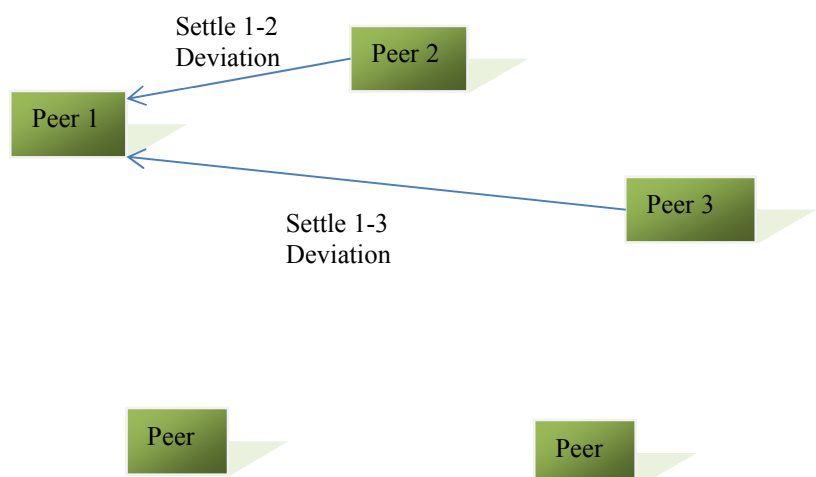 Settle 1-2
Deviation
Peer 2
Peer 1
Peer 3
Settle 1-3
Deviation
Peer
Peer